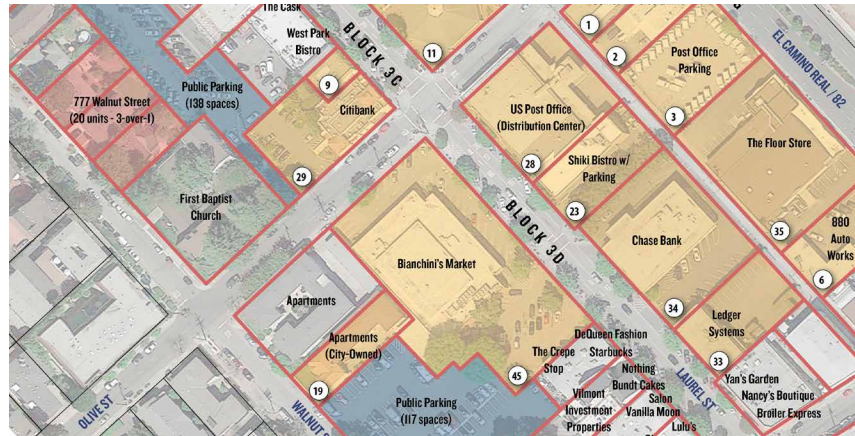 The Cask
West Park
Bistro
BLOCK 3C
11
1
2
Post Office
Parking
EL CAMINO REAL / 82
777 Walnut Street
(20 units - 3-over-1)
Public Parking
(138 spaces)
9
Citibank
US Post Office
(Distribution Center)
3
The Floor Store
28
Shiki Bistro w/
Parking
29
First Baptist
Church
23
BLOCK 3D
Chase Bank
35
880
Auto
Works
6
Bianchini's Market
Apartments
34
Ledger
Systems
Apartments
(City-Owned)
33
DeQueen Fashion
Starbucks
The Crepe
Stop
Nothing
Bundt Cakes
45
19
LAUREL ST
Yan's Garden
Nancy's Boutique
Broiler Express
Public Parking
(117 spaces)
Vilmont
Investment
Properties
Salon
Vanilla Moon
Lulu's
OLIVE ST
WALNUT